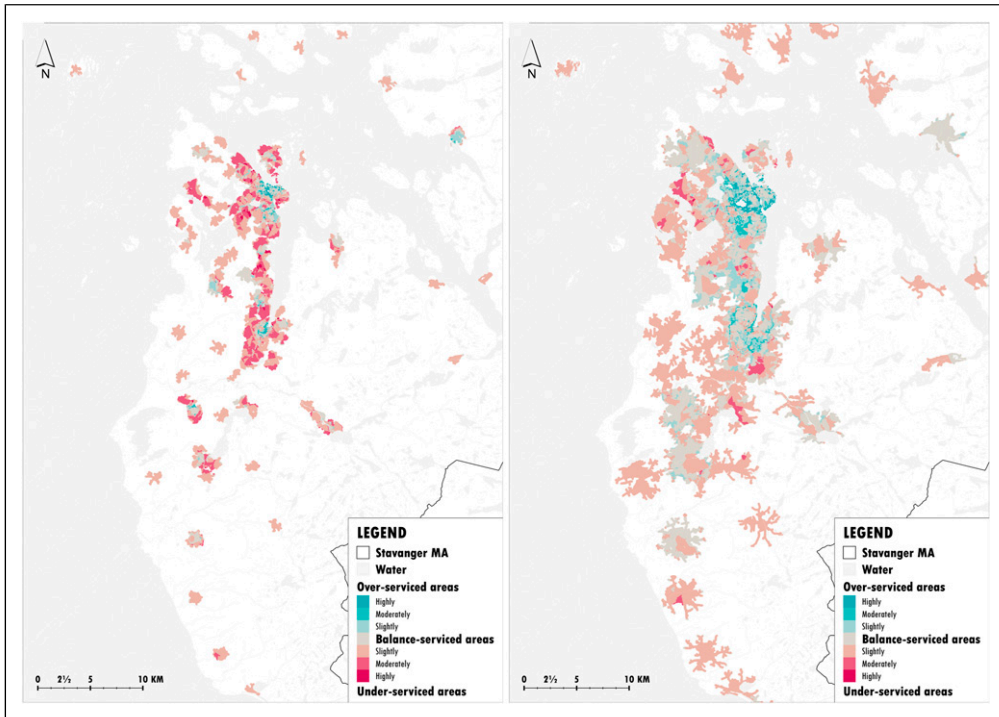 N
LEGEND
Stavanger MA
Water
Over-serviced areas
Highly
Moderately
Slightly
Balance-serviced areas
Slightly
Moderately
Highly
Under-serviced areas
0 2½ 5 10 KM
N
LEGEND
Stavanger MA
Water
Over-serviced areas
Highly
Moderately
Slightly
Balance-serviced areas
Slightly
Moderately
Highly
Under-serviced areas
0 2½ 5 10 KM